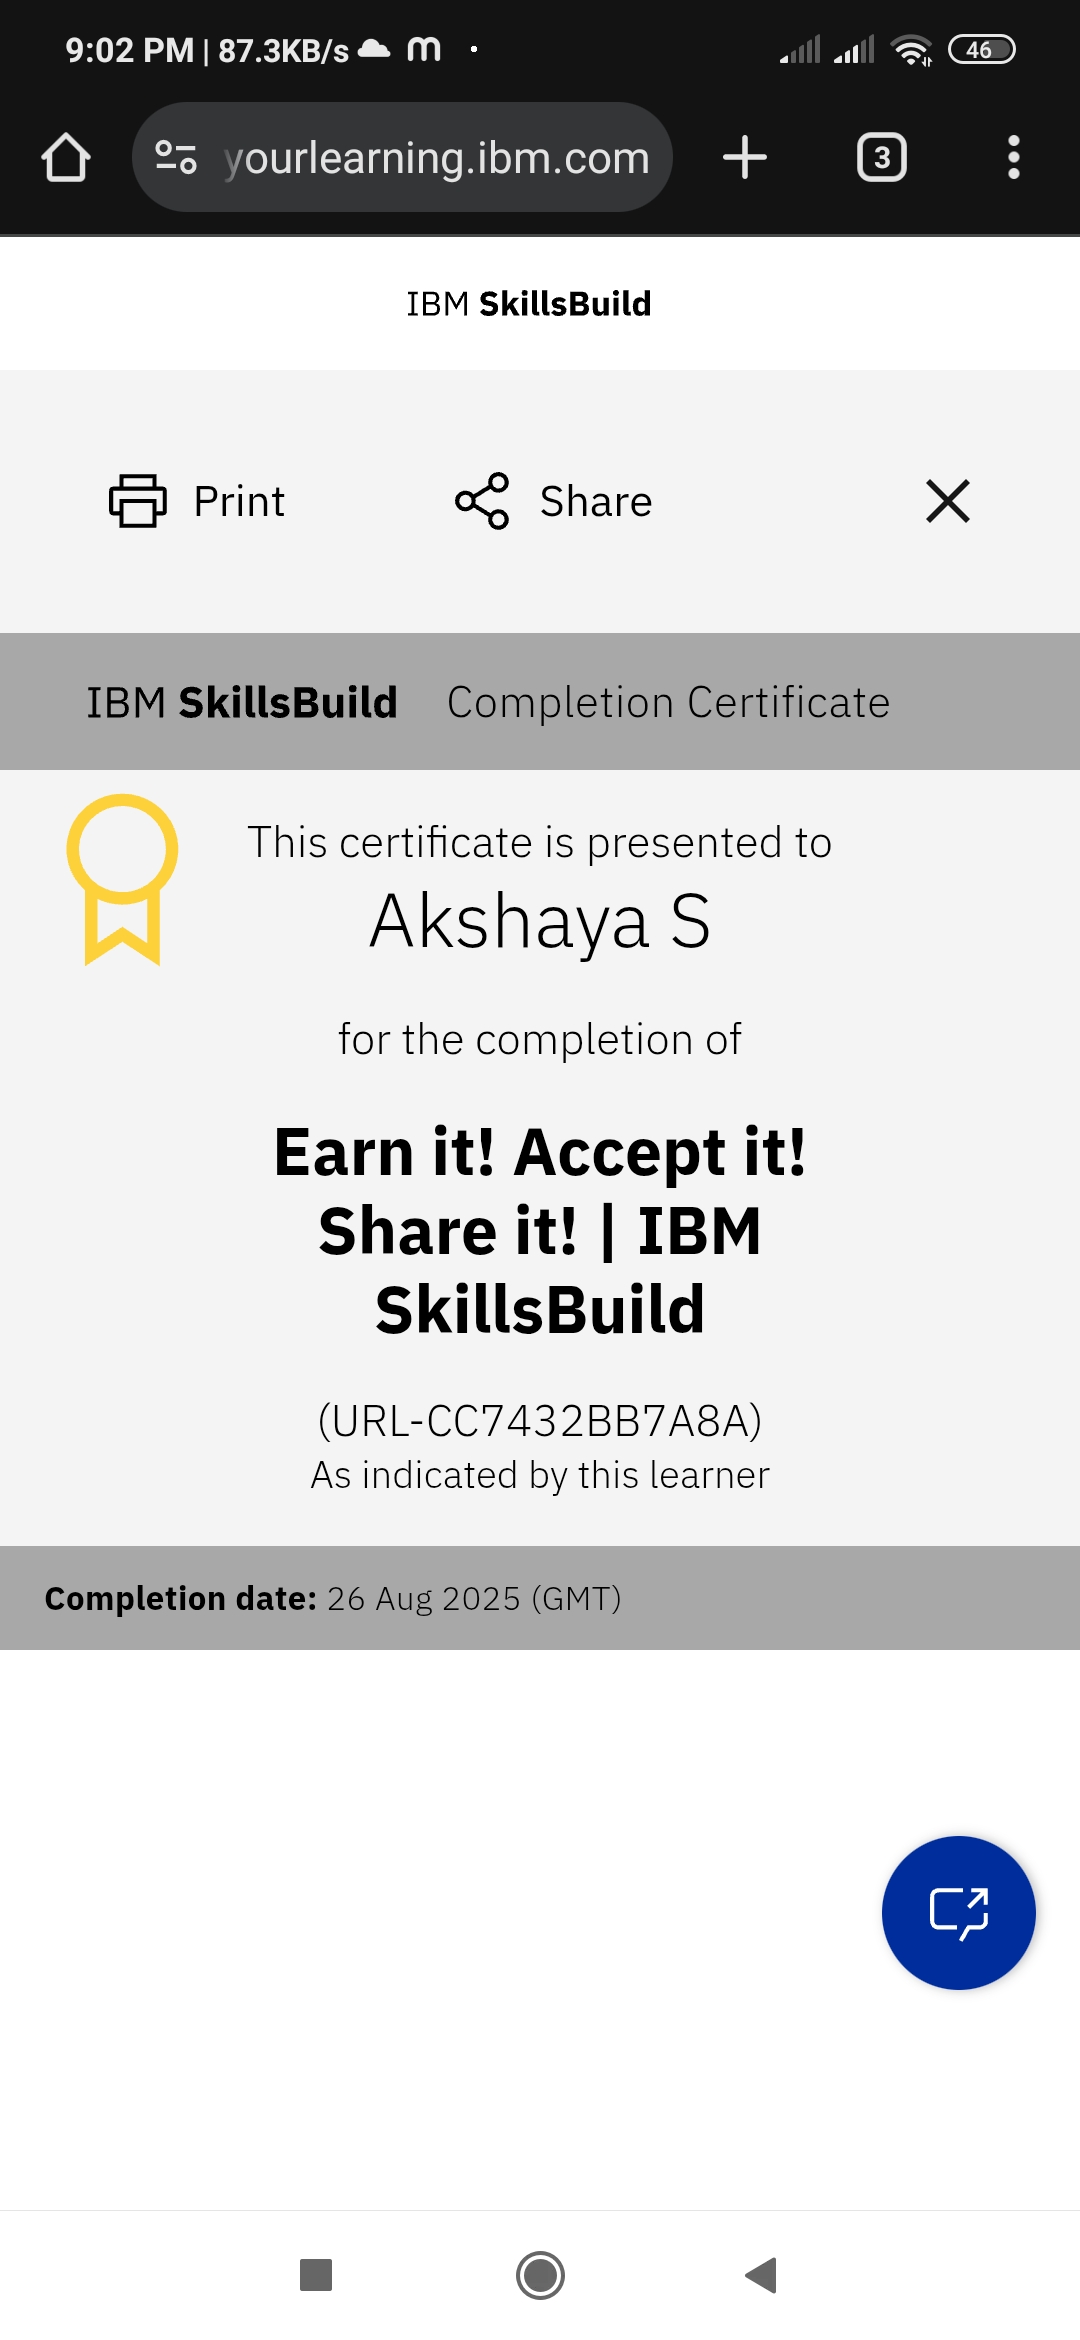 9:02 PM | 87.3KB/s
46
yourlearning.ibm.com
3
IBM SkillsBuild
Print
Share
IBM SkillsBuild Completion Certificate
This certificate is presented to
Akshaya S
for the completion of
Earn it! Accept it!
Share it! | IBM
SkillsBuild
(URL-CC7432BB7A8A)
As indicated by this learner
Completion date: 26 Aug 2025 (GMT)